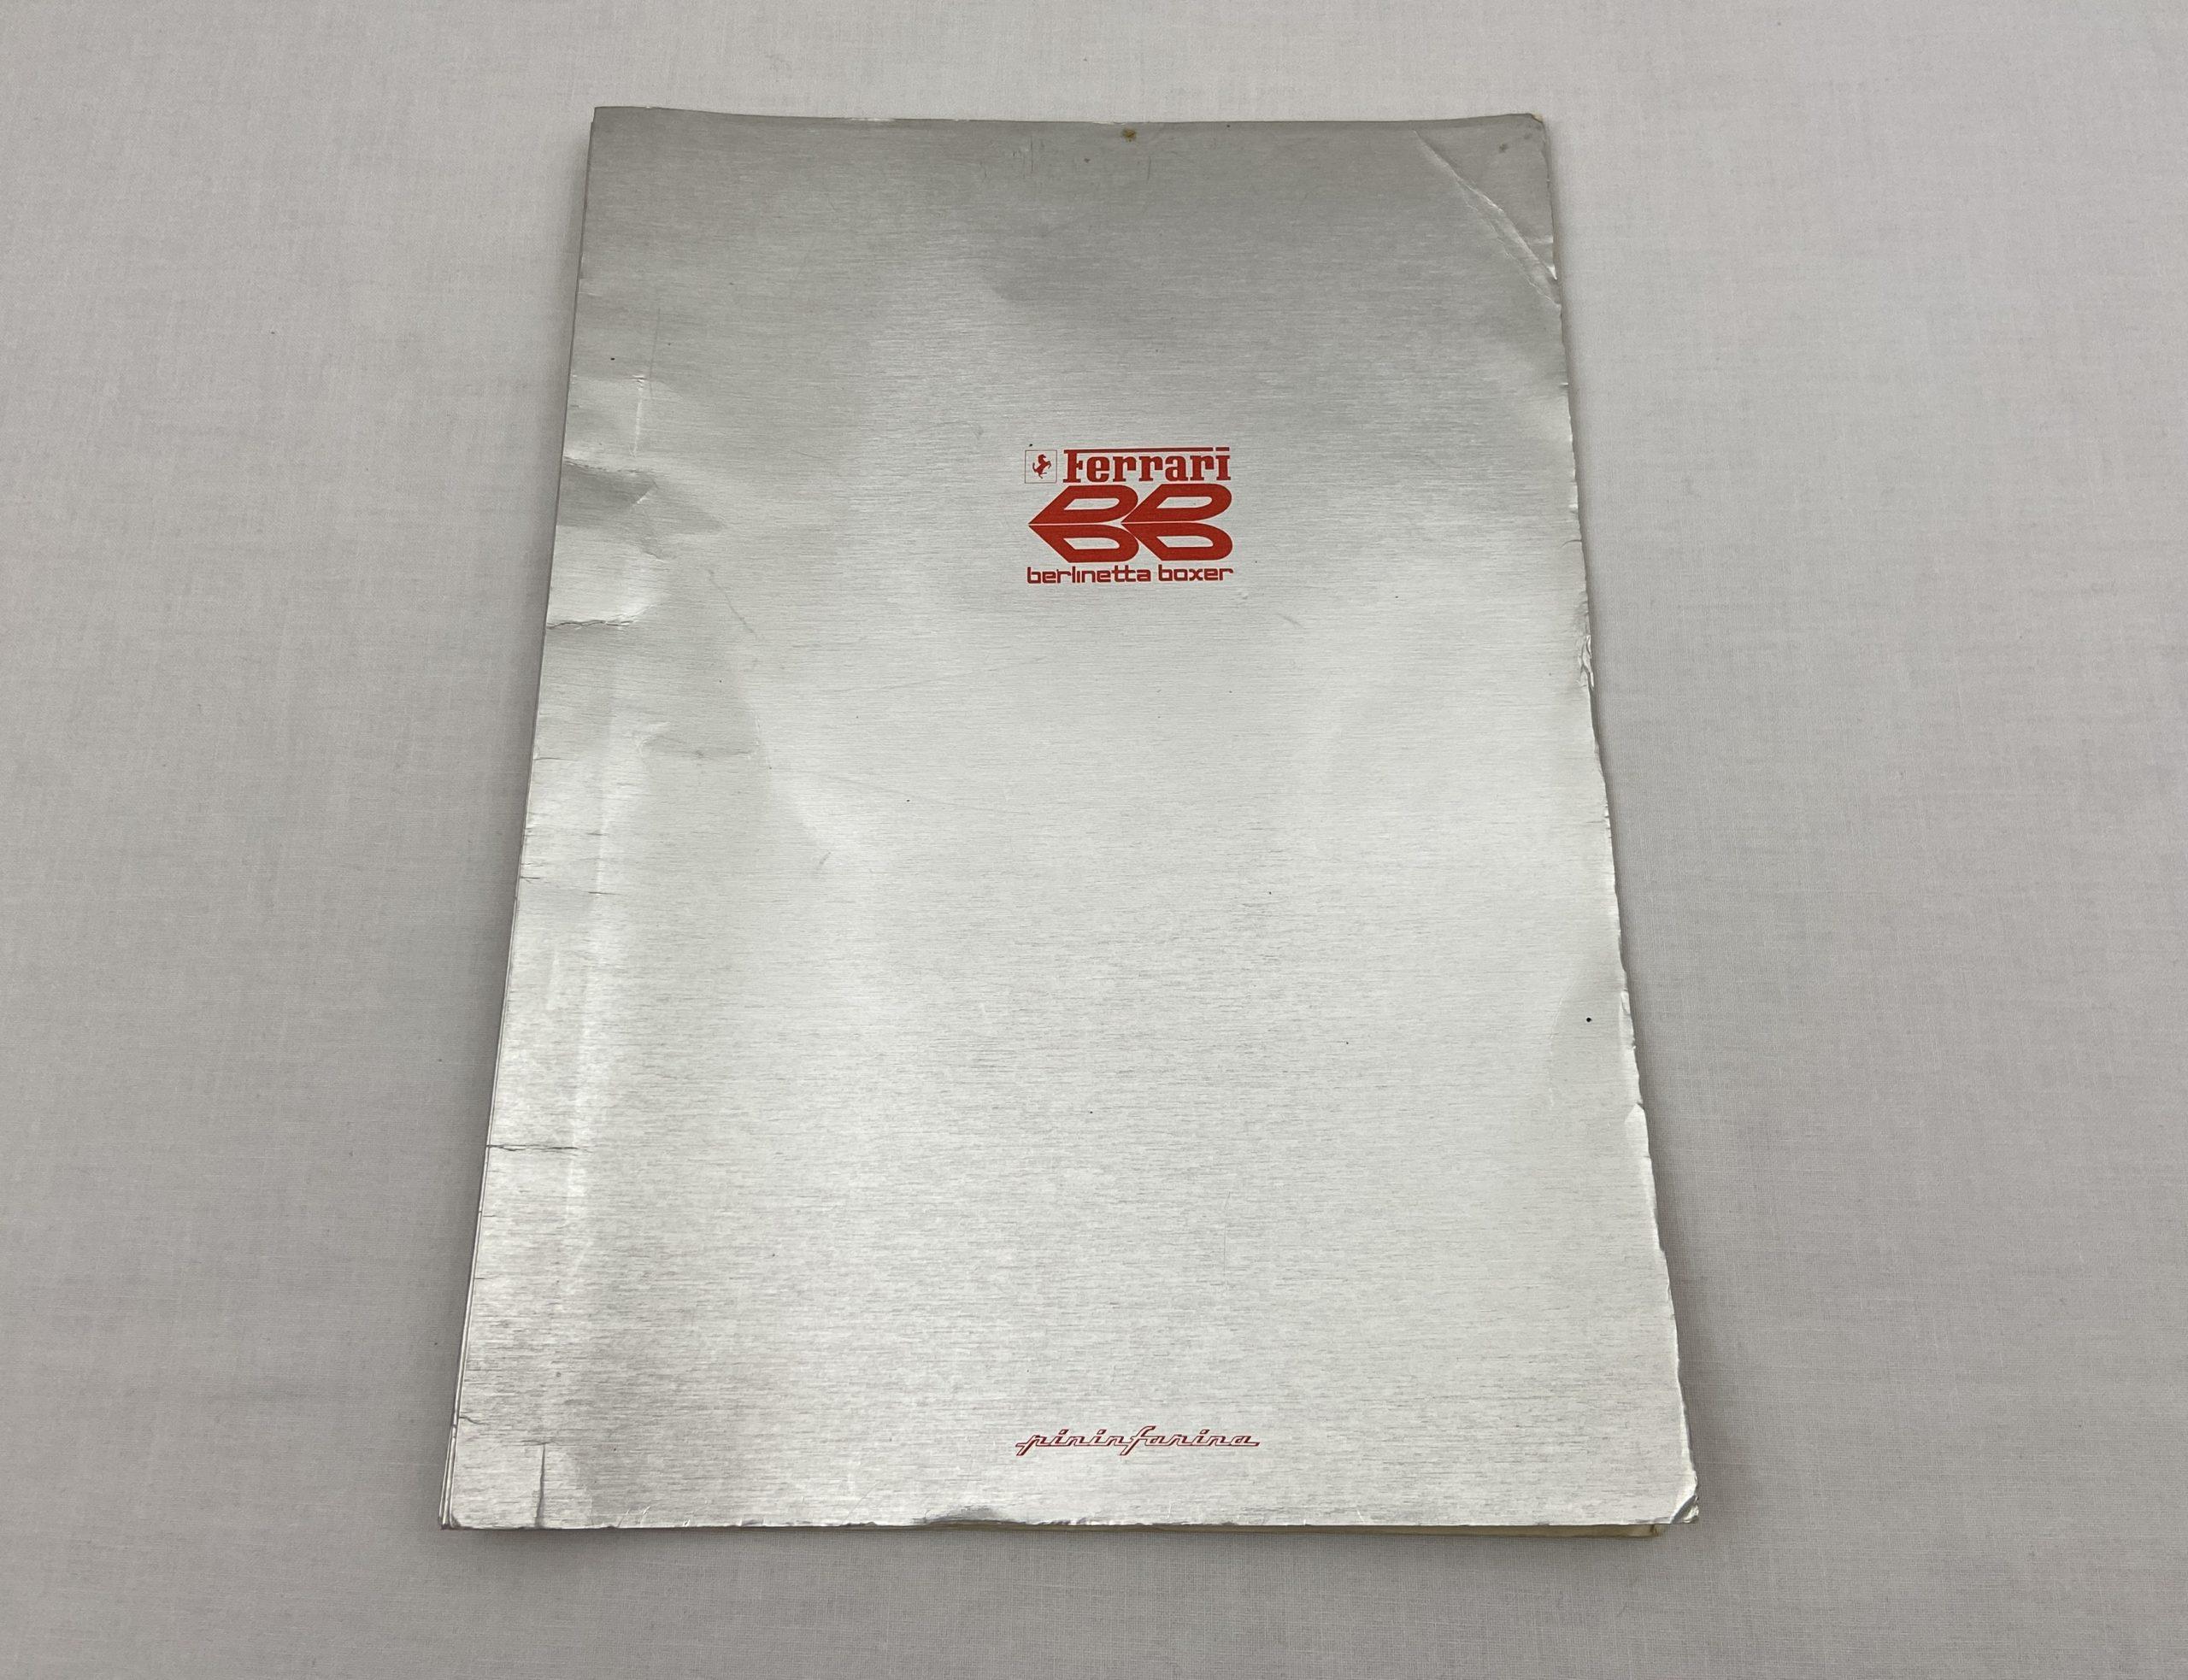 Ferrari
BB
berlinetta boxer
pininfarina